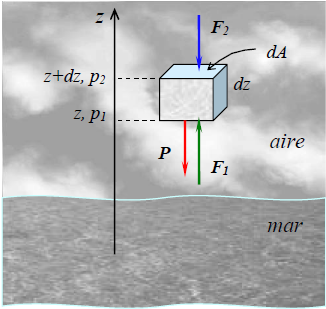 z
F₂
dA
z+dz, p₂
dz
z, p₁
P
F₁
aire
mar